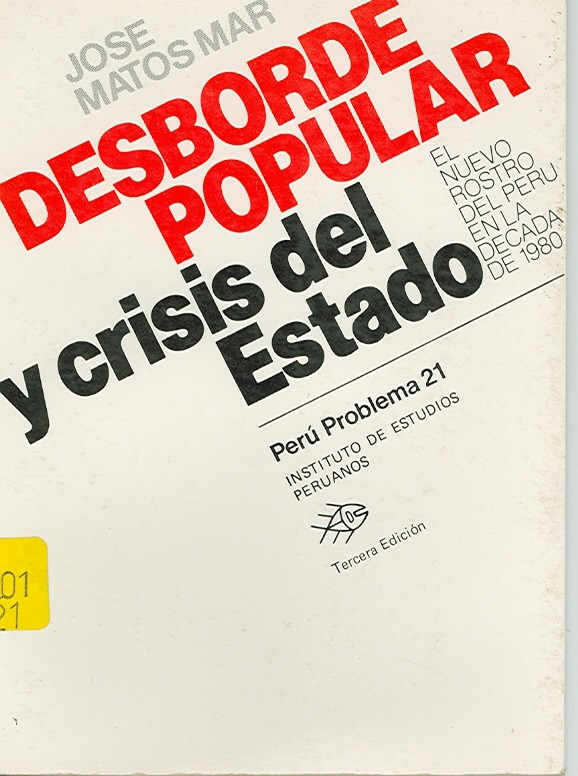 JOSE
MATOS MAR
DESBORDE
POPULAR
y crisis del
Estado
EL
NUEVO
ROSTRO
DEL PERU
EN LA
DECADA
DE 1980
Perú Problema 21
INSTITUTO DE ESTUDIOS
PERUANOS
Tercera Edición
01
21